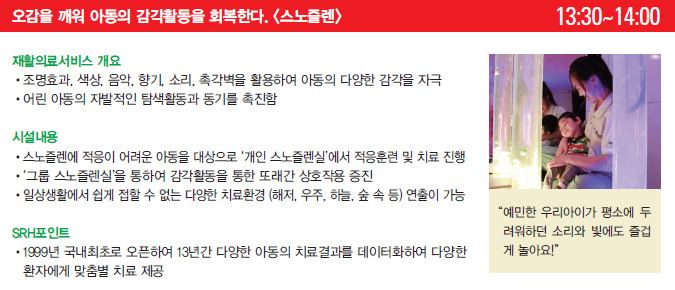 오감을 깨워 아동의 감각활동을 회복한다. <스노즐렌>
13:30~14:00
재활의료서비스 개요
• 조명효과, 색상, 음악, 향기, 소리, 촉각벽을 활용하여 아동의 다양한 감각을 자극
• 어린 아동의 자발적인 탐색활동과 동기를 촉진함
시설내용
• 스노즐렌에 적응이 어려운 아동을 대상으로 ‘개인 스노즐렌실’에서 적응훈련 및 치료 진행
• ‘그룹 스노즐렌실’을 통하여 감각활동을 통한 또래간 상호작용 증진
• 일상생활에서 쉽게 접할 수 없는 다양한 치료환경 (해저, 우주, 하늘, 숲 속 등) 연출이 가능
SRH포인트
• 1999년 국내최초로 오픈하여 13년간 다양한 아동의 치료결과를 데이터화하여 다양한
환자에게 맞춤별 치료 제공
“예민한 우리아이가 평소에 두
려워하던 소리와 빛에도 즐겁
게 놀아요!”